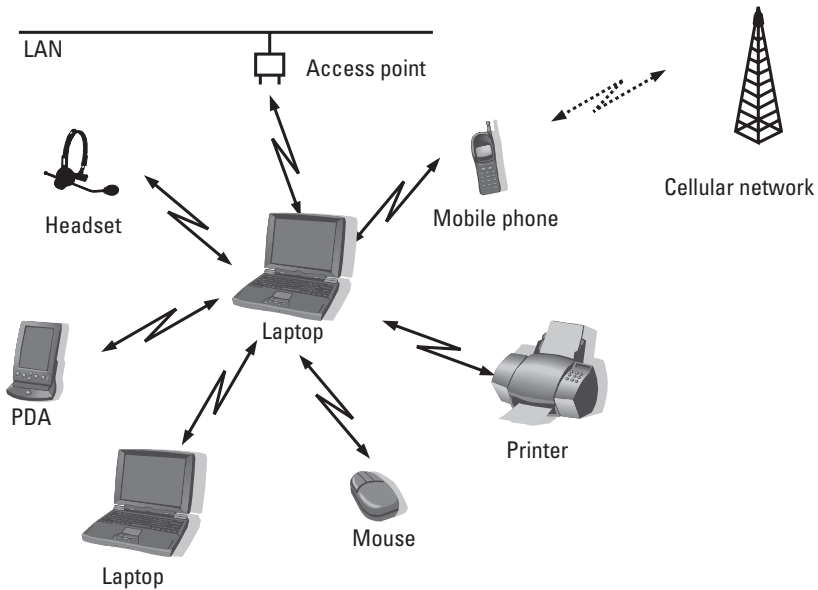 LAN
Access point
Headset
Mobile phone
Cellular network
Laptop
PDA
Printer
Mouse
Laptop